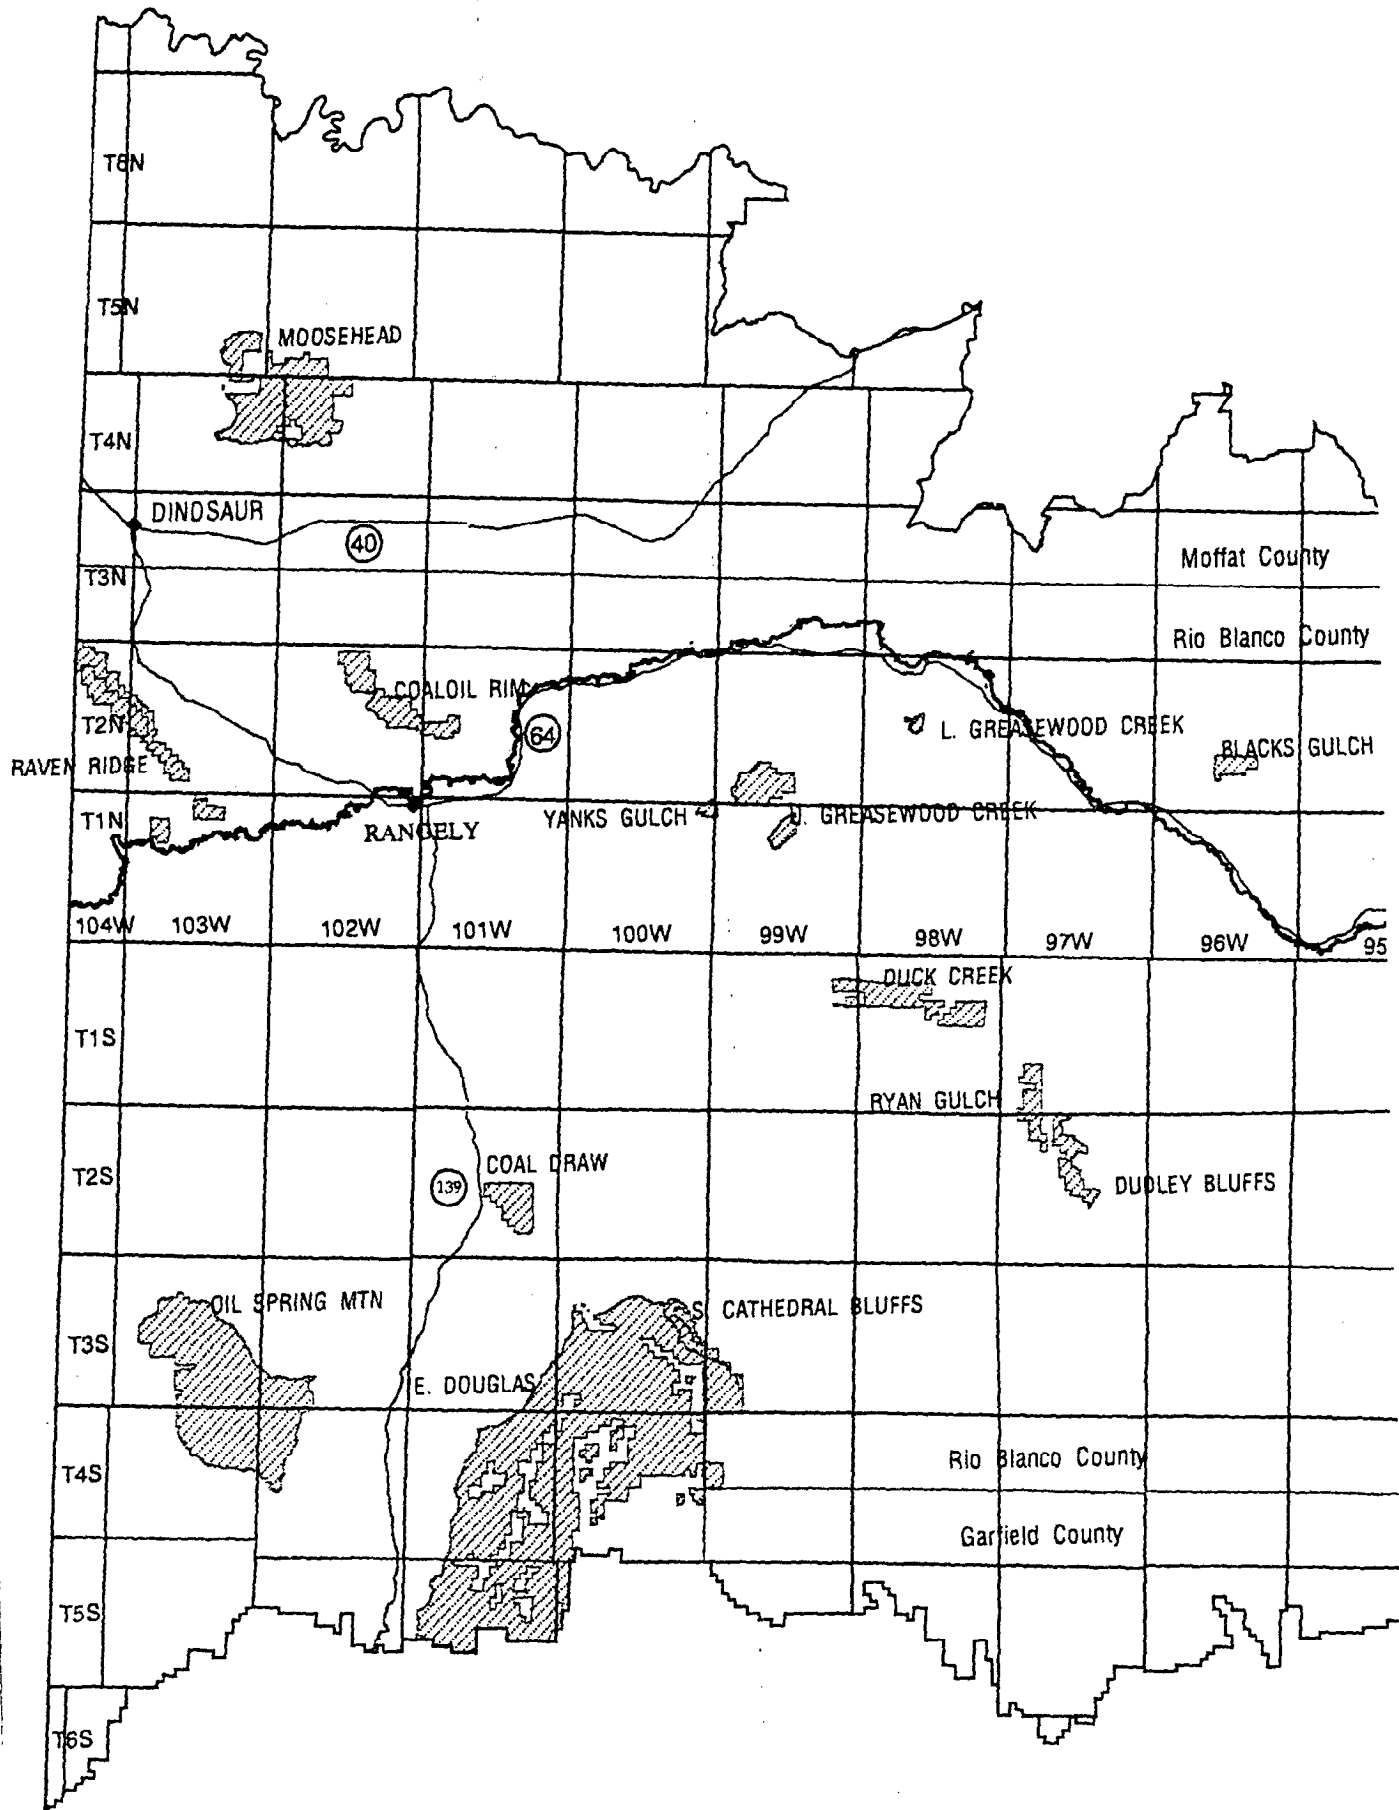 T6N
T5N
MOOSEHEAD
T4N
DINOSAUR
40
Moffat County
T3N
Rio Blanco County
COALOIL RIM
T2N
64
L. GREASEWOOD CREEK
BLACKS GULCH
RAVEN RIDGE
T1N
YANKS GULCH
U. GREASEWOOD CREEK
RANGELY
104W 103W 102W 101W 100W 99W 98W 97W 96W 95
DUCK CREEK
T1S
RYAN GULCH
COAL DRAW
T2S
139
DUDLEY BLUFFS
OIL SPRING MTN
S. CATHEDRAL BLUFFS
T3S
E. DOUGLAS
Rio Blanco County
T4S
Garfield County
T5S
T6S